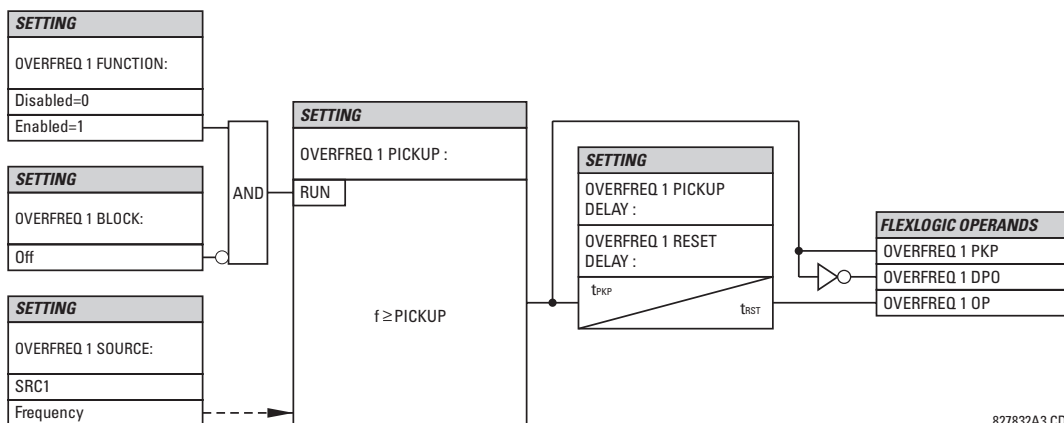 SETTING
OVERFREQ 1 FUNCTION:
Disabled=0
Enabled=1
SETTING
OVERFREQ 1 BLOCK:
Off
SETTING
OVERFREQ 1 SOURCE:
SRC1
Frequency
AND
SETTING
OVERFREQ 1 PICKUP :
RUN
f ≥ PICKUP
SETTING
OVERFREQ 1 PICKUP
DELAY :
OVERFREQ 1 RESET
DELAY :
tPKP
tRST
FLEXLOGIC OPERANDS
OVERFREQ 1 PKP
OVERFREQ 1 DPO
OVERFREQ 1 OP